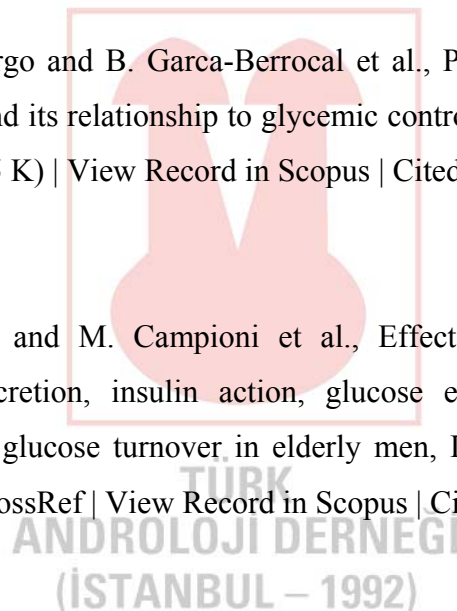 rgo and B. Garca-Berrocal et al., P
nd its relationship to glycemic contro
K) | View Record in Scopus | Cited
and M. Campioni et al., Effect
cretion, insulin action, glucose e
glucose turnover in elderly men,
ossRef | View Record in Scopus | Ci
TÜRK
ANDROLOJİ DERNEĞİ
(İSTANBUL – 1992)